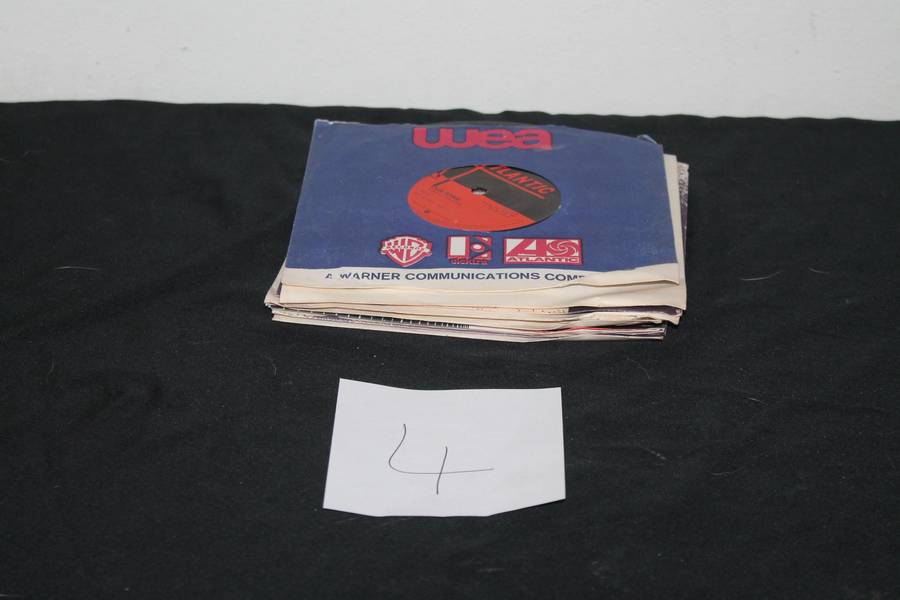 wea
ATLANTIC
ATLANTIC
A WARNER COMMUNICATIONS COMP
4